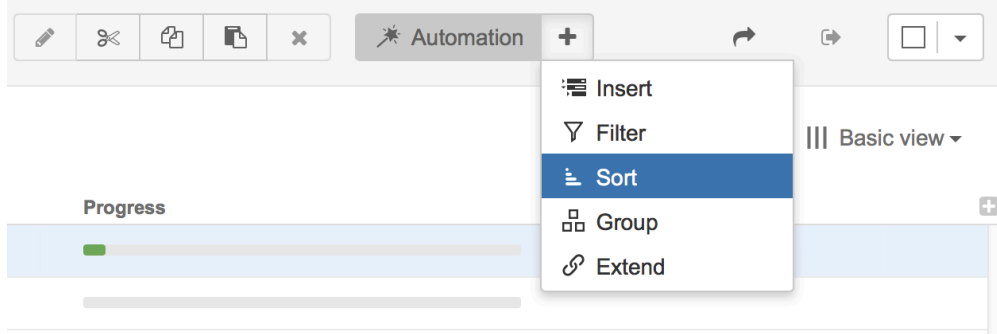 Automation
Insert
Filter
Basic view
Sort
Progress
Group
Extend